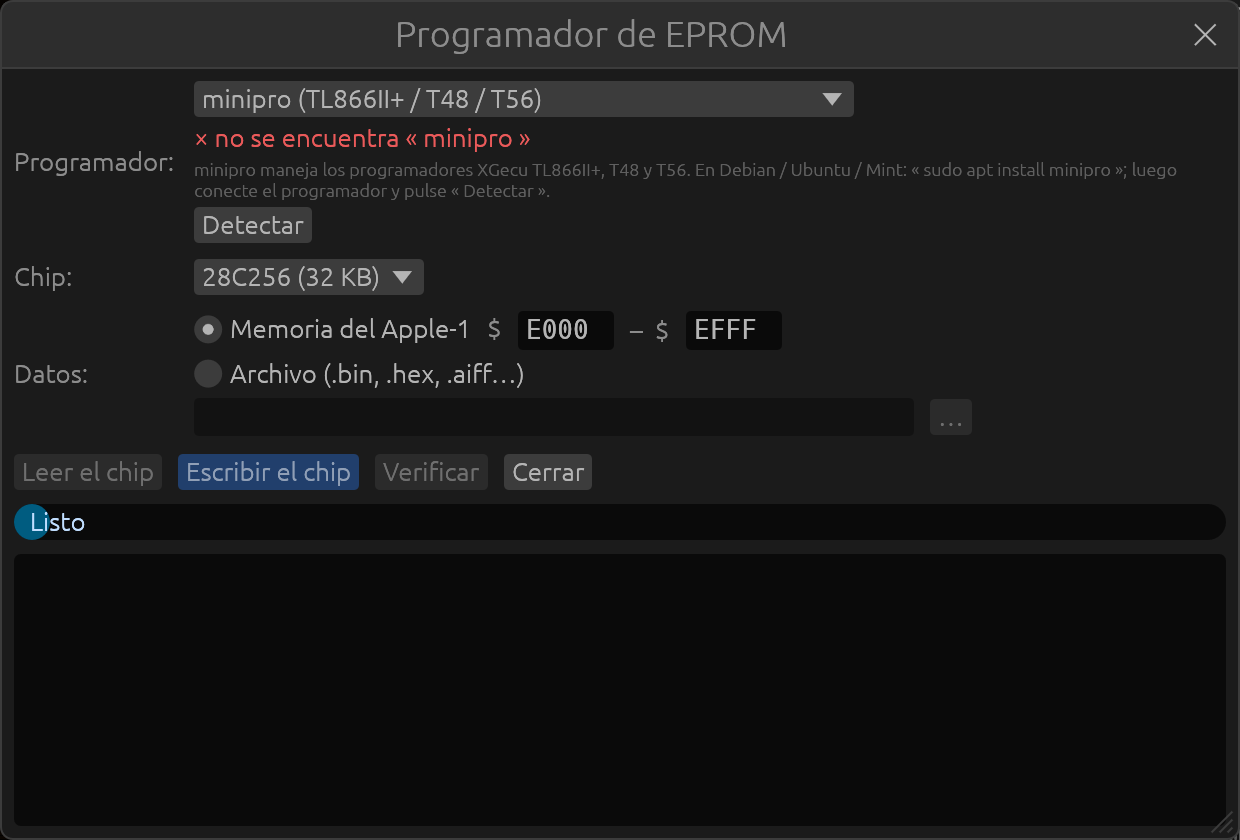 Programador de EPROM
minipro (TL866II+ / T48 / T56)
× no se encuentra « minipro »
Programador:
minipro maneja los programadores XGecu TL866II+, T48 y T56. En Debian / Ubuntu / Mint: « sudo apt install minipro »; luego
conecte el programador y pulse « Detectar ».
Detectar
Chip:
28C256 (32 KB)
Memoria del Apple-1 $ E000 – $ EFFF
Datos:
Archivo (.bin, .hex, .aiff…)
...
Leer el chip Escribir el chip Verificar Cerrar
Listo